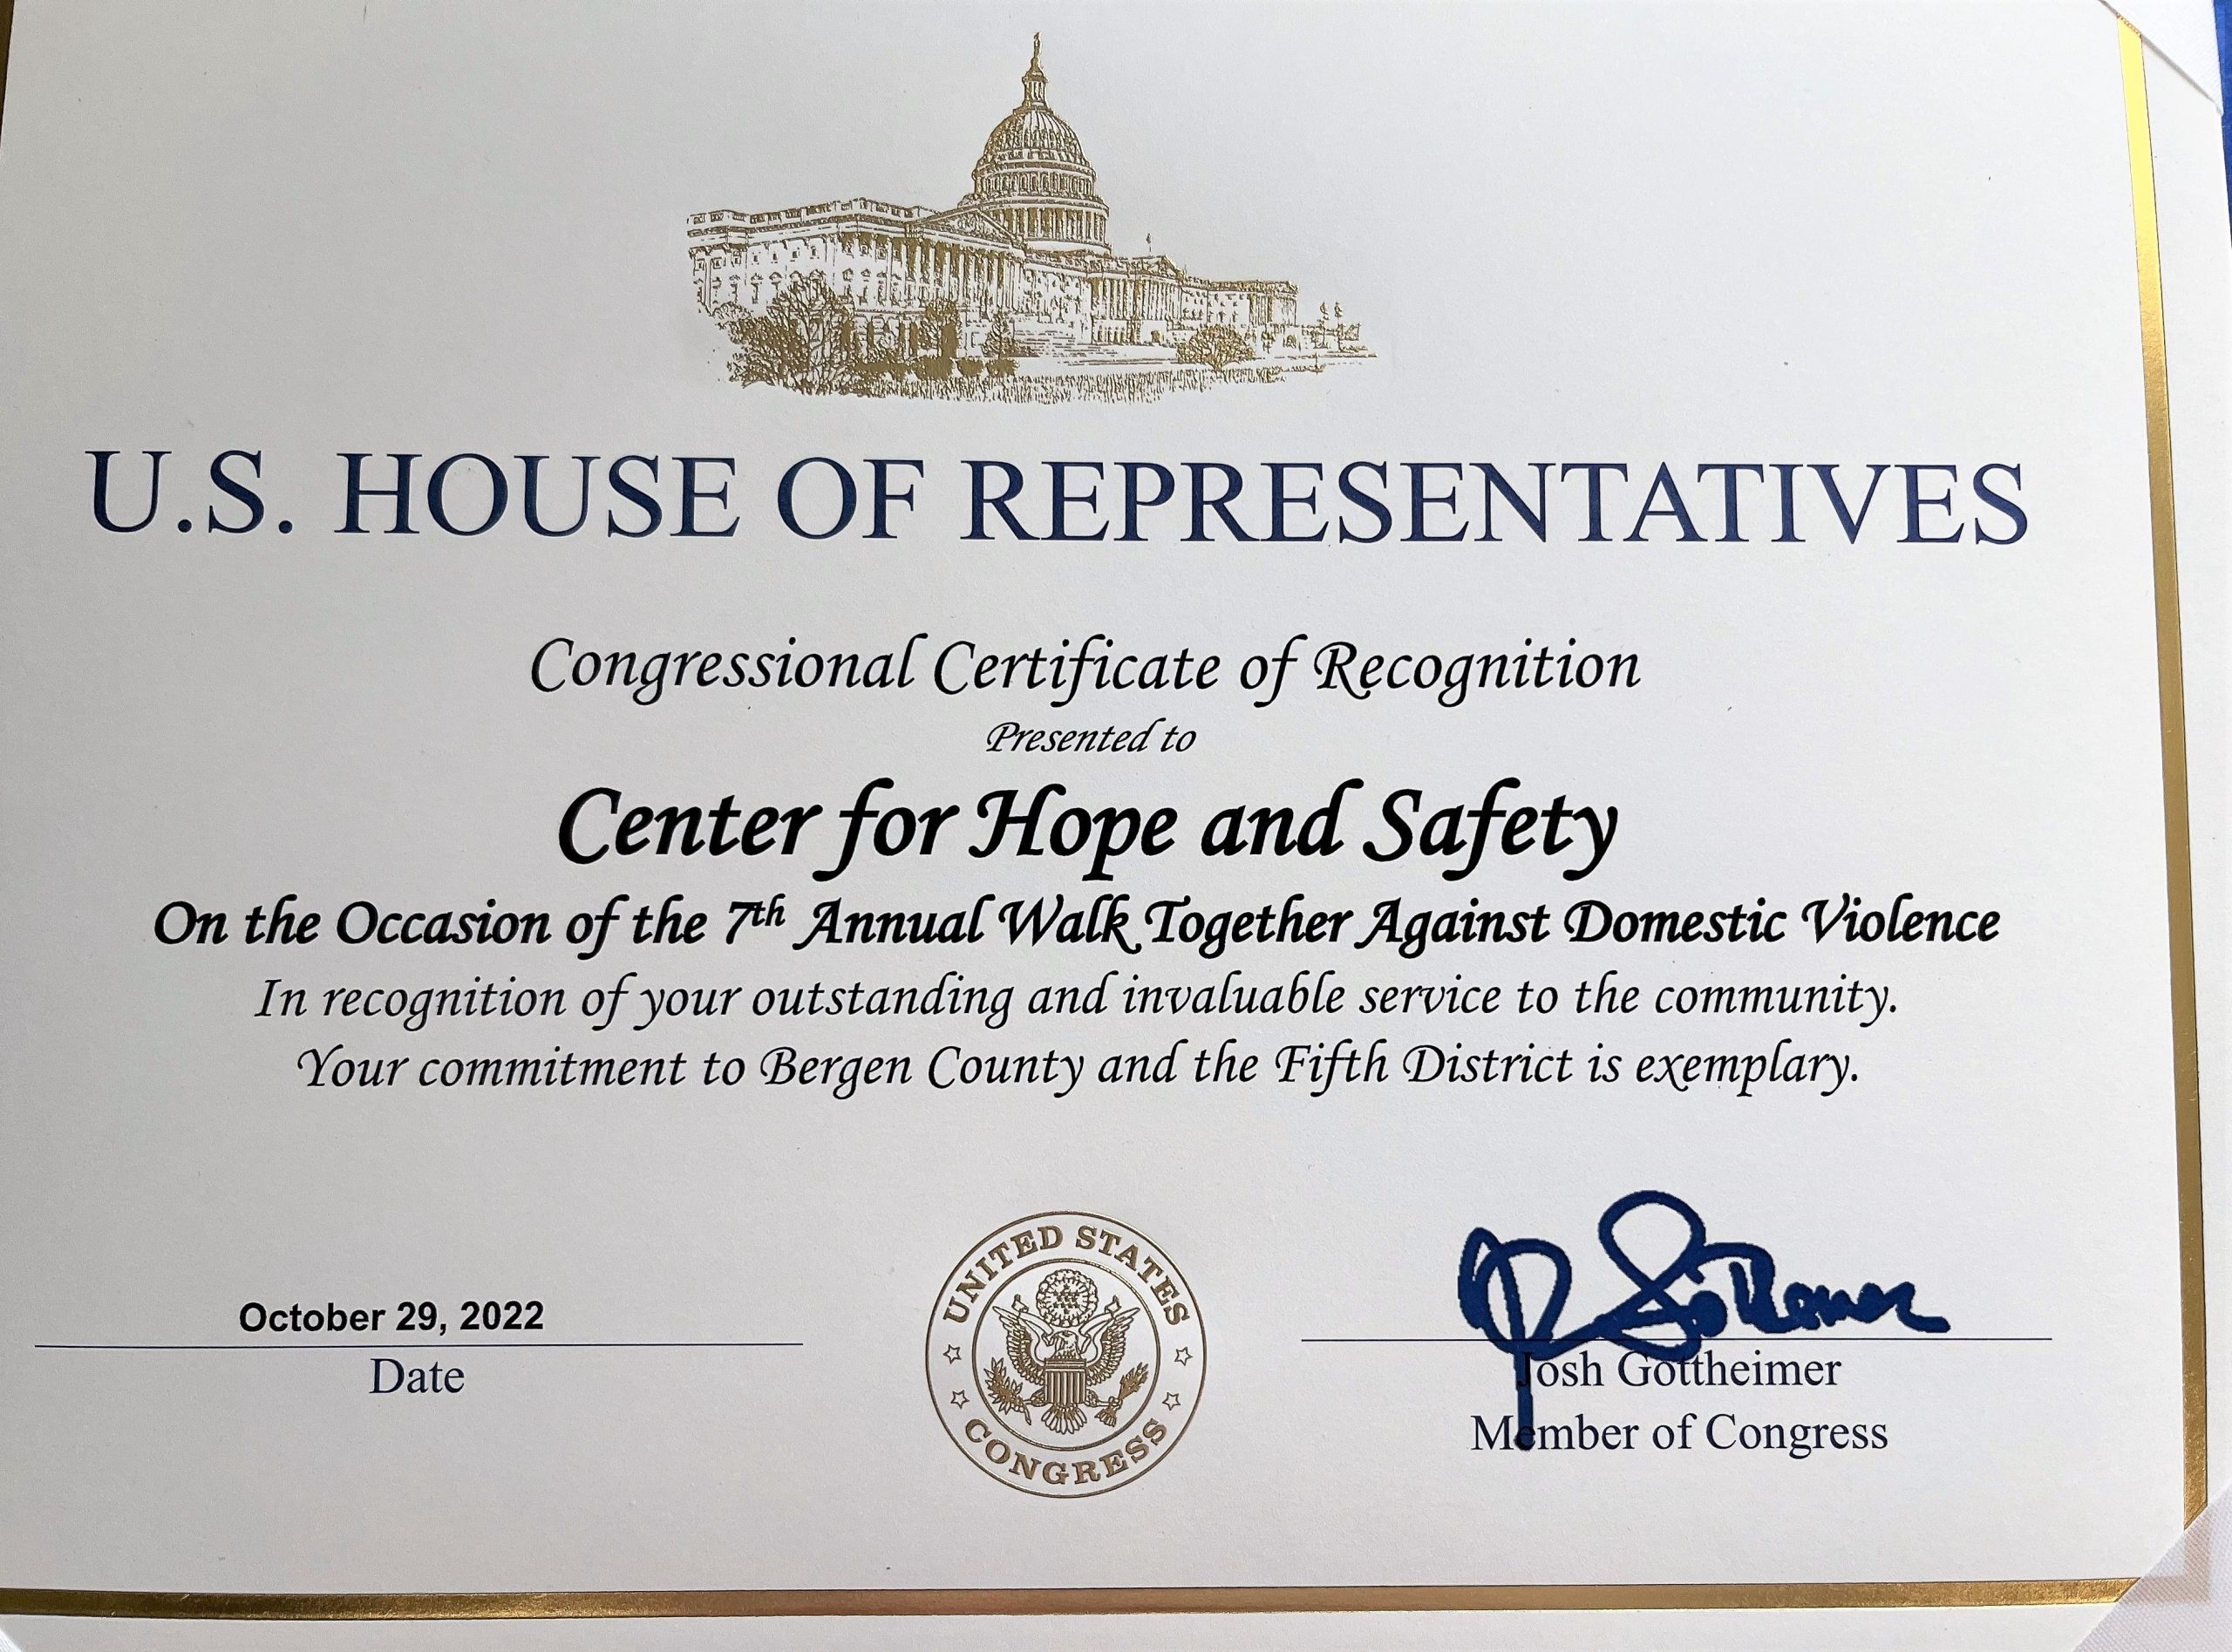 U.S. HOUSE OF REPRESENTATIVES
Congressional Certificate of Recognition
Presented to
Center for Hope and Safety
On the Occasion of the 7th Annual Walk Together Against Domestic Violence
In recognition of your outstanding and invaluable service to the community.
Your commitment to Bergen County and the Fifth District is exemplary.
October 29, 2022
Date
UNITED STATES
CONGRESS
Josh Gottheimer
Member of Congress